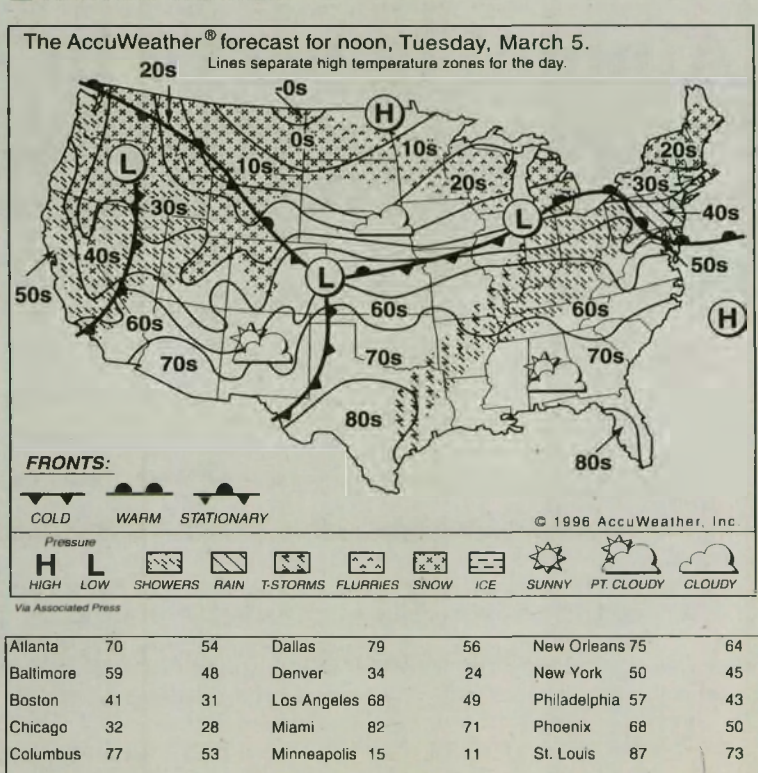 The AccuWeather® forecast for noon, Tuesday, March 5.
Lines separate high temperature zones for the day.
20s
-0s
H
0s
10s
10s
L
20s
20s
30s
30s
L
40s
40s
50s
L
50s
60s
60s
60s
H
70s
70s
70s
80s
80s
FRONTS:
COLD WARM STATIONARY
© 1996 AccuWeather, Inc.
Pressure
H L
HIGH LOW SHOWERS RAIN T-STORMS FLURRIES SNOW ICE SUNNY PT. CLOUDY CLOUDY
Via Associated Press
Atlanta 70 54 Dallas 79 56 New Orleans 75 64
Baltimore 59 48 Denver 34 24 New York 50 45
Boston 41 31 Los Angeles 68 49 Philadelphia 57 43
Chicago 32 28 Miami 82 71 Phoenix 68 50
Columbus 77 53 Minneapolis 15 11 St. Louis 87 73